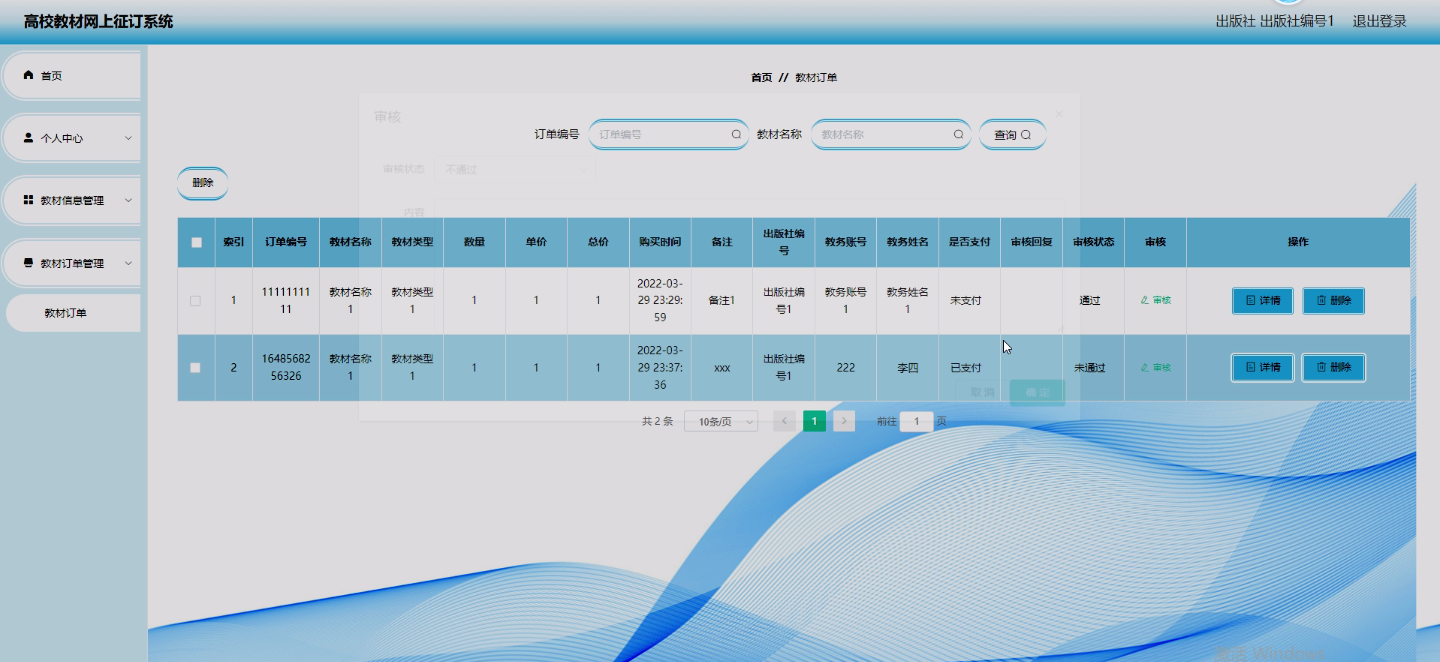 高校教材网上征订系统
出版社 出版社编号1 退出登录
首页
个人中心
教材信息管理
教材订单管理
教材订单
首页 // 教材订单
审核
订单编号 订单编号 教材名称 教材名称 查询
审核状态 不通过
删除
内容
索引 订单编号 教材名称 教材类型 数量 单价 总价 购买时间 备注 出版社编号 教务账号 教务姓名 是否支付 审核回复 审核状态 审核 操作
1 1111111111 教材名称1 教材类型1 1 1 1 2022-03-29 23:29:59 备注1 出版社编号1 教务账号1 教务姓名1 未支付 通过 审核 详情 删除
2 1648568256326 教材名称1 教材类型1 1 1 1 2022-03-29 23:37:36 xxx 出版社编号1 222 李四 已支付 未通过 审核 详情 删除
取消 确定
共 2 条 10条/页 1 前往 1 页
激活 Windows